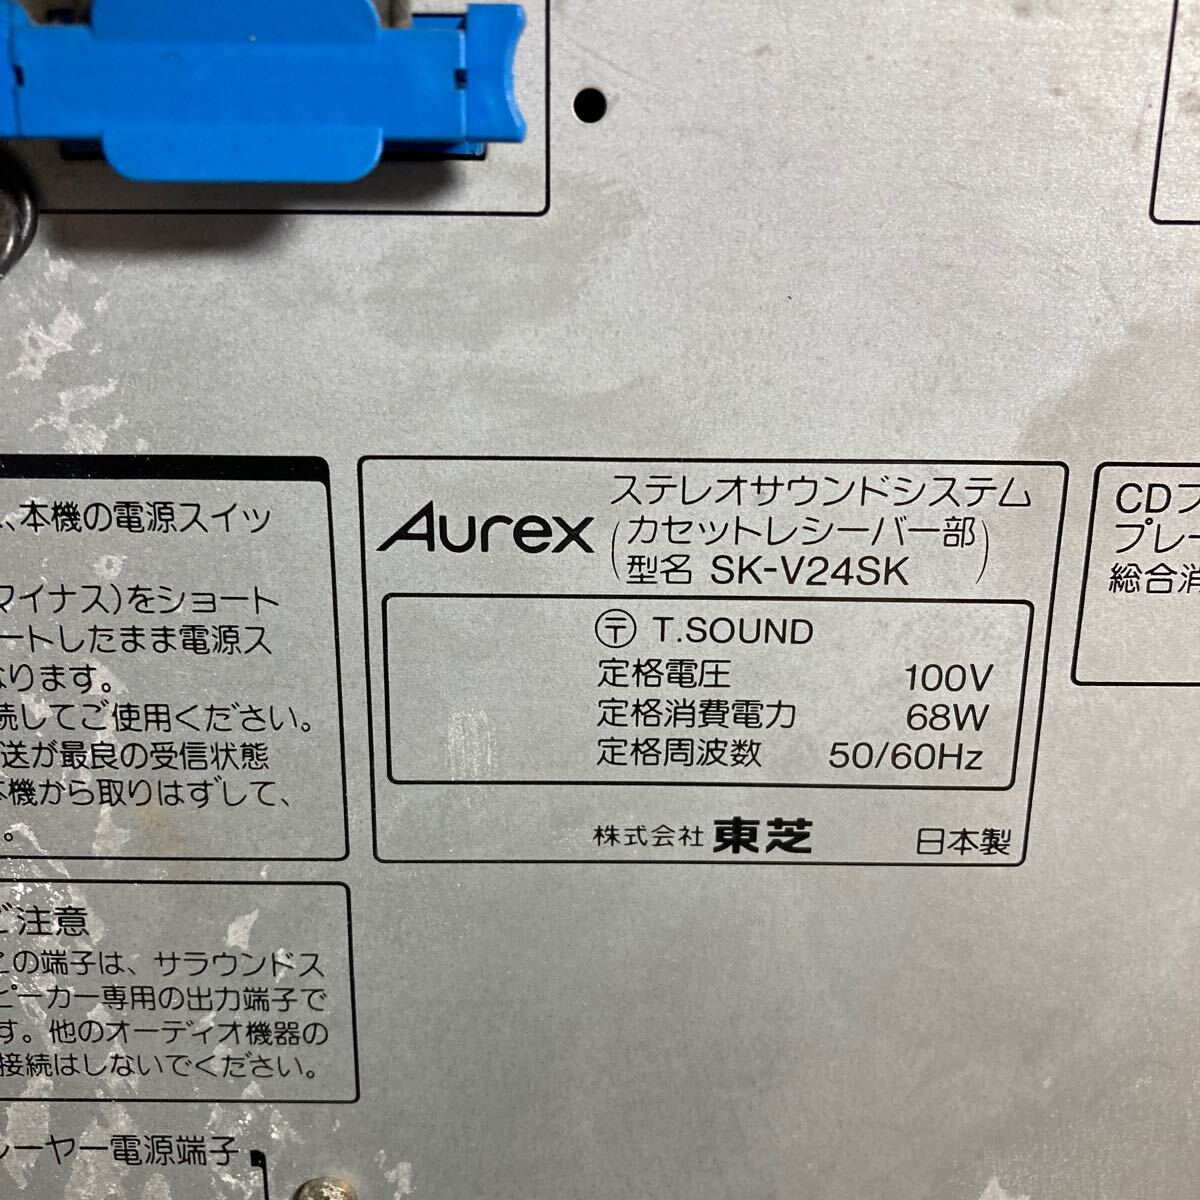 、本機の電源スイッ
マイナス)をショート
ートしたまま電源ス
なります。
続してご使用ください。
送が最良の受信状態
本機から取りはずして、
。
Aurex
ステレオサウンドシステム
(カセットレシーバー部
型名 SK-V24SK)
〒 T.SOUND
定格電圧 100V
定格消費電力 68W
定格周波数 50/60Hz
株式会社 東芝 日本製
CDプ
プレー
総合消
ご注意
この端子は、サラウンドス
ピーカー専用の出力端子で
す。他のオーディオ機器の
接続はしないでください。
レーヤー電源端子